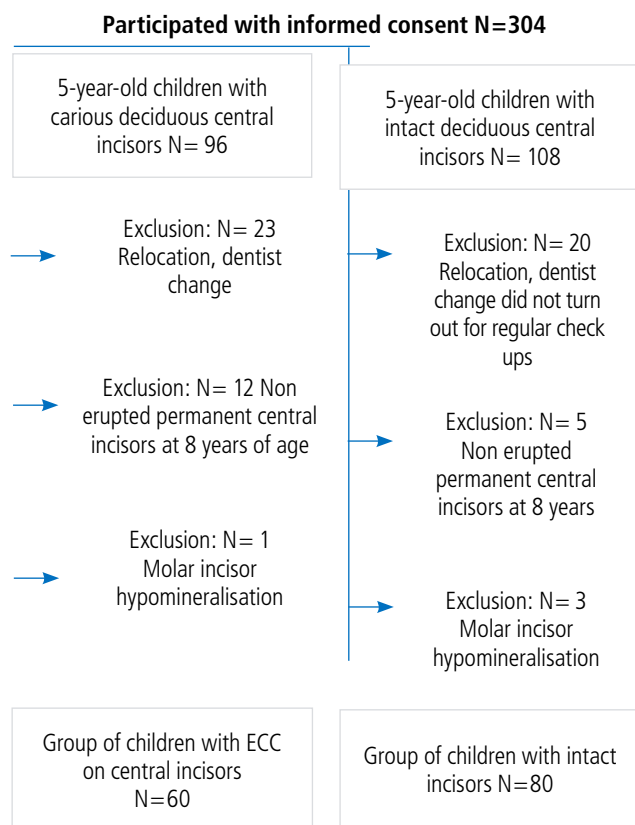 Participated with informed consent N=304
5-year-old children with
carious deciduous central
incisors N= 96
5-year-old children with
intact deciduous central
incisors N= 108
Exclusion: N= 23
Relocation, dentist
change
Exclusion: N= 20
Relocation, dentist
change did not turn
out for regular check
ups
Exclusion: N= 12 Non
erupted permanent central
incisors at 8 years of age
Exclusion: N= 5
Non erupted
permanent central
incisors at 8 years
Exclusion: N= 1
Molar incisor
hypomineralisation
Exclusion: N= 3
Molar incisor
hypomineralisation
Group of children with ECC
on central incisors
N=60
Group of children with intact
incisors N=80